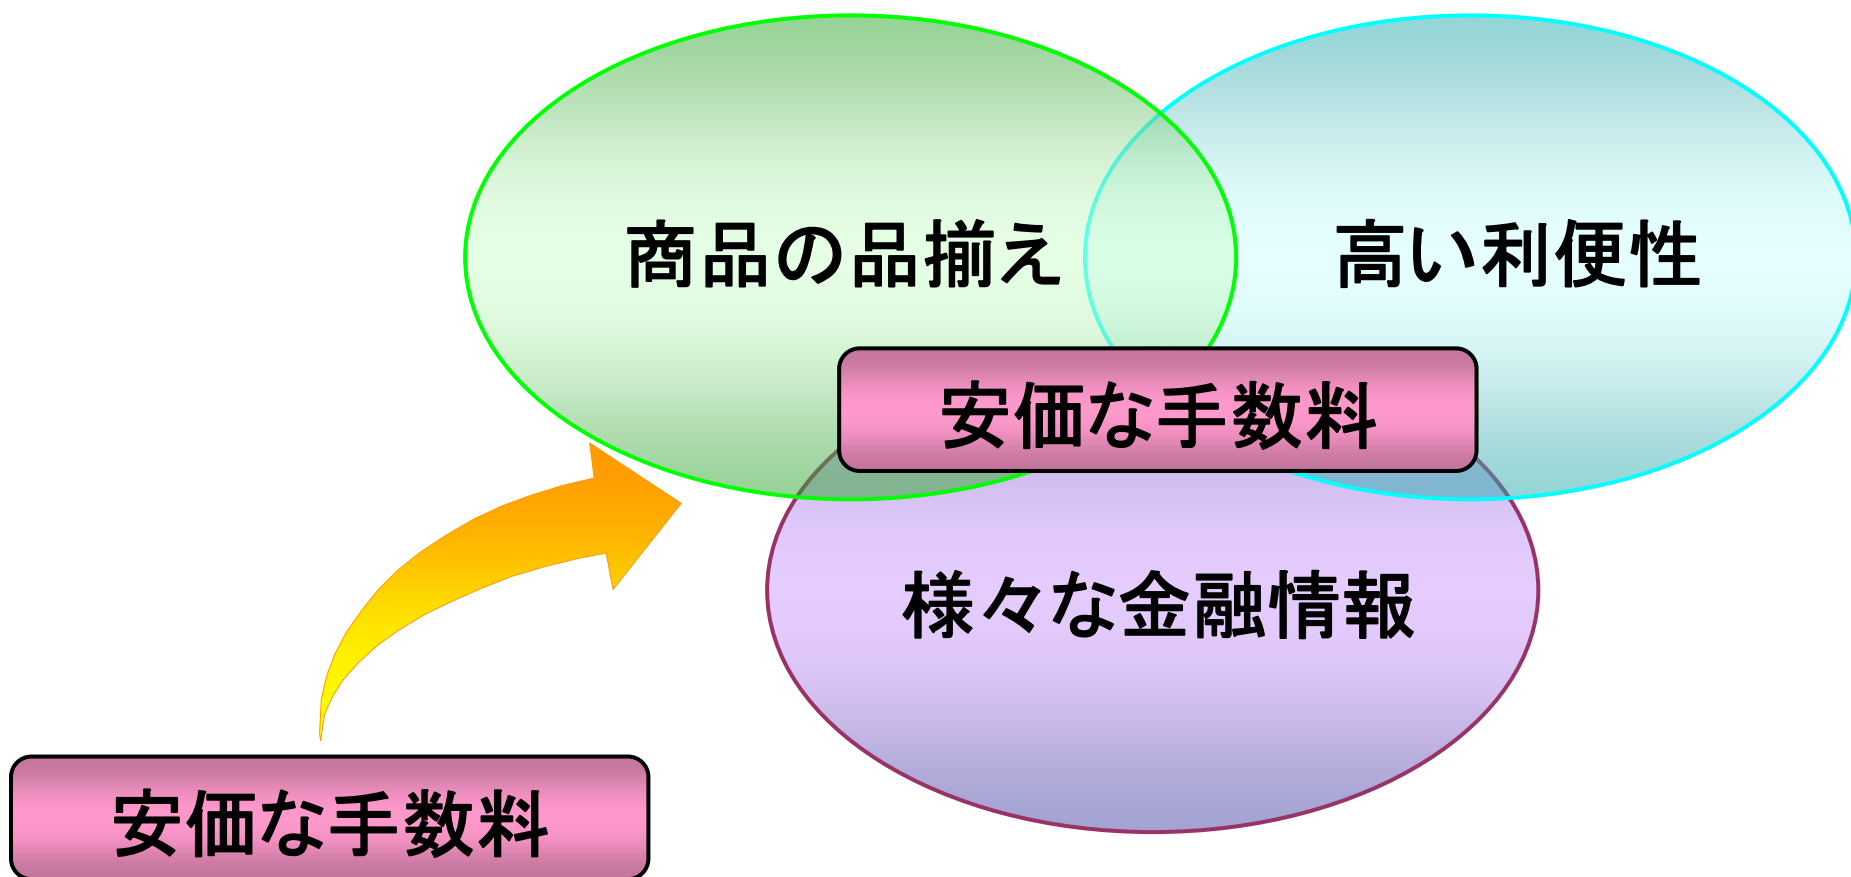 商品の品揃え
高い利便性
安価な手数料
様々な金融情報
安価な手数料